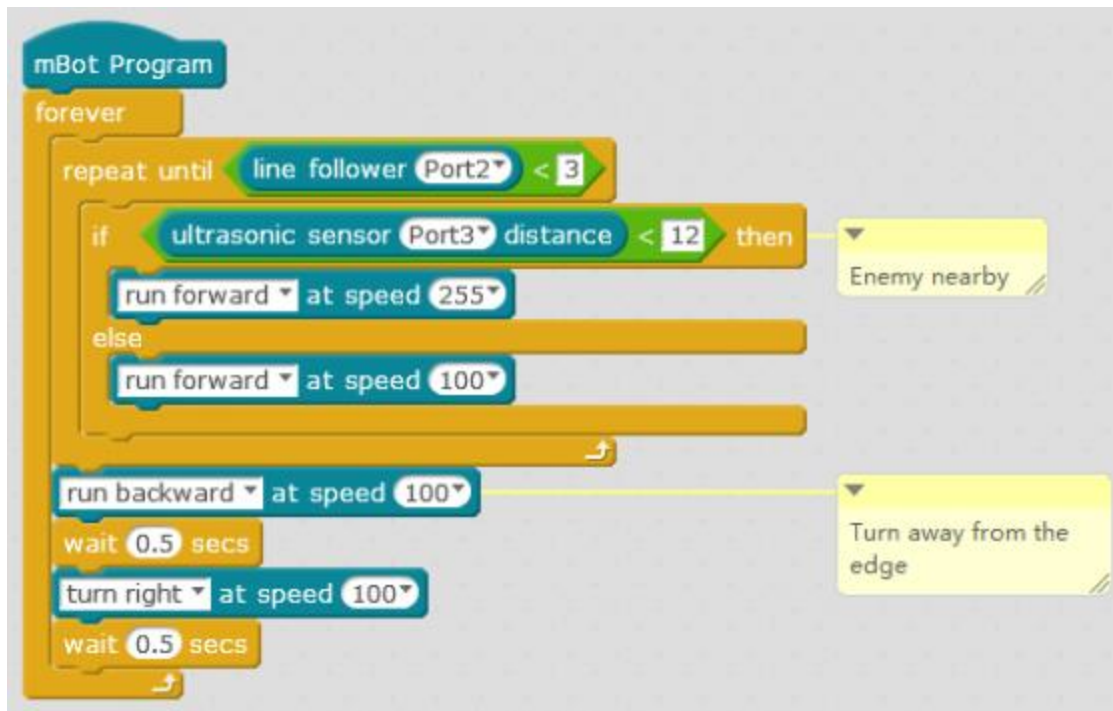 mBot Program
forever
repeat until line follower Port2 < 3
if ultrasonic sensor Port3 distance < 12 then
Enemy nearby
run forward at speed 255
else
run forward at speed 100
run backward at speed 100
Turn away from the
edge
wait 0.5 secs
turn right at speed 100
wait 0.5 secs